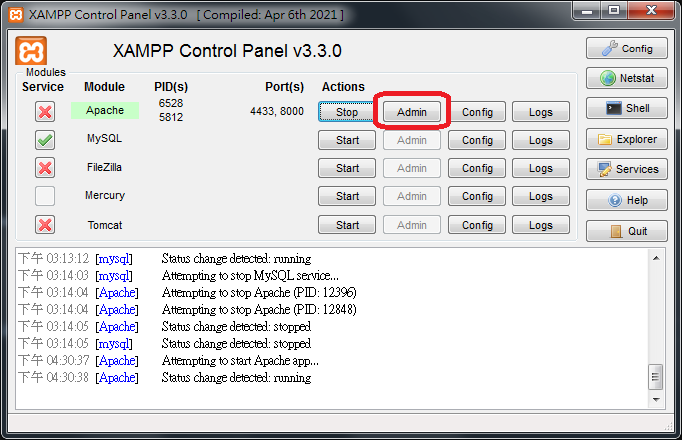 XAMPP Control Panel v3.3.0 [ Compiled: Apr 6th 2021 ]
XAMPP Control Panel v3.3.0
Config
Modules
Service Module PID(s) Port(s) Actions
Netstat
Apache 6528 5812 4433, 8000 Stop Admin Config Logs
Shell
MySQL Start Admin Config Logs
Explorer
FileZilla Start Admin Config Logs
Services
Mercury Start Admin Config Logs
Help
Tomcat Start Admin Config Logs
Quit
下午 03:13:12 [mysql] Status change detected: running
下午 03:14:03 [mysql] Attempting to stop MySQL service...
下午 03:14:04 [Apache] Attempting to stop Apache (PID: 12396)
下午 03:14:04 [Apache] Attempting to stop Apache (PID: 12848)
下午 03:14:05 [Apache] Status change detected: stopped
下午 03:14:05 [mysql] Status change detected: stopped
下午 04:30:37 [Apache] Attempting to start Apache app...
下午 04:30:38 [Apache] Status change detected: running